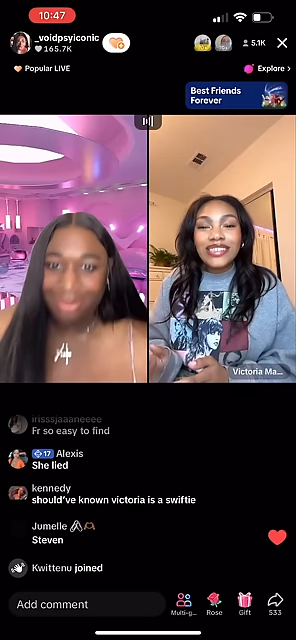 10:47
_voidpsyiconic
165.7K
5.1K
Popular LIVE
Explore >
Best Friends
Forever
Victoria Ma...
irisssjaaaneeee
Fr so easy to find
17 Alexis
She lied
kennedy
should've known victoria is a swiftie
Jumelle
Steven
Kwittenu joined
Add comment
Multi-g...
Rose
Gift
533